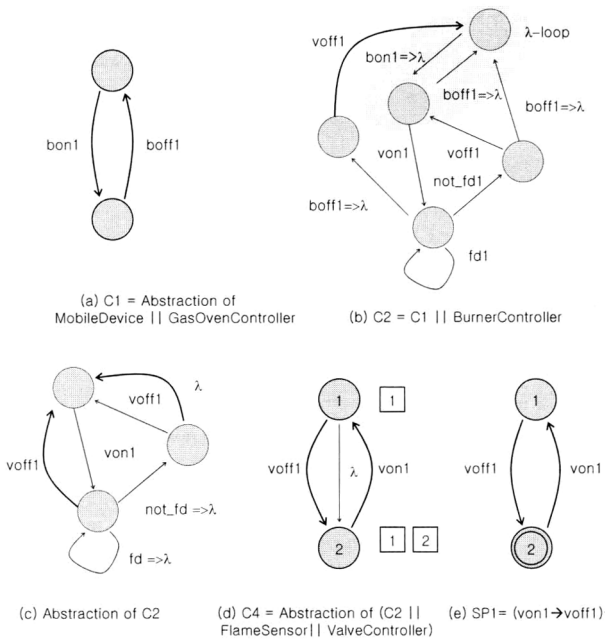 bon1
boff1
(a) C1 = Abstraction of
MobileDevice || GasOvenController
voff1
λ-loop
bon1=>λ
boff1=>λ
boff1=>λ
von1
voff1
not_fd1
boff1=>λ
fd1
(b) C2 = C1 || BurnerController
λ
voff1
voff1
von1
not_fd =>λ
fd =>λ
(c) Abstraction of C2
1
1
voff1
λ
von1
2
1 2
(d) C4 = Abstraction of (C2 ||
FlameSensor|| ValveController)
1
voff1
von1
2
(e) SP1= (von1→voff1)